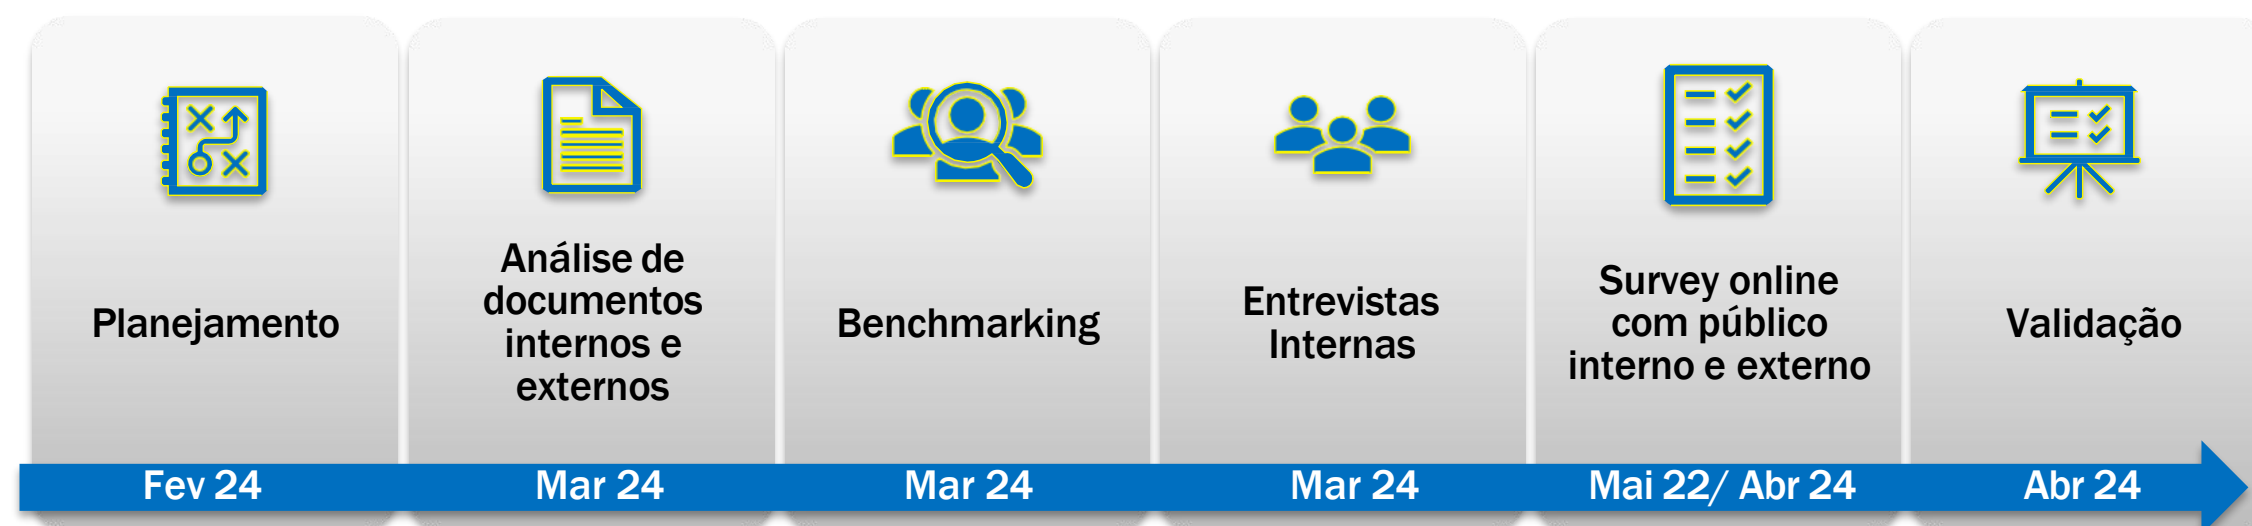 Planejamento
Análise de
documentos
internos e
externos
Benchmarking
Entrevistas
Internas
Survey online
com público
interno e externo
Validação
Fev 24
Mar 24
Mar 24
Mar 24
Mai 22/ Abr 24
Abr 24